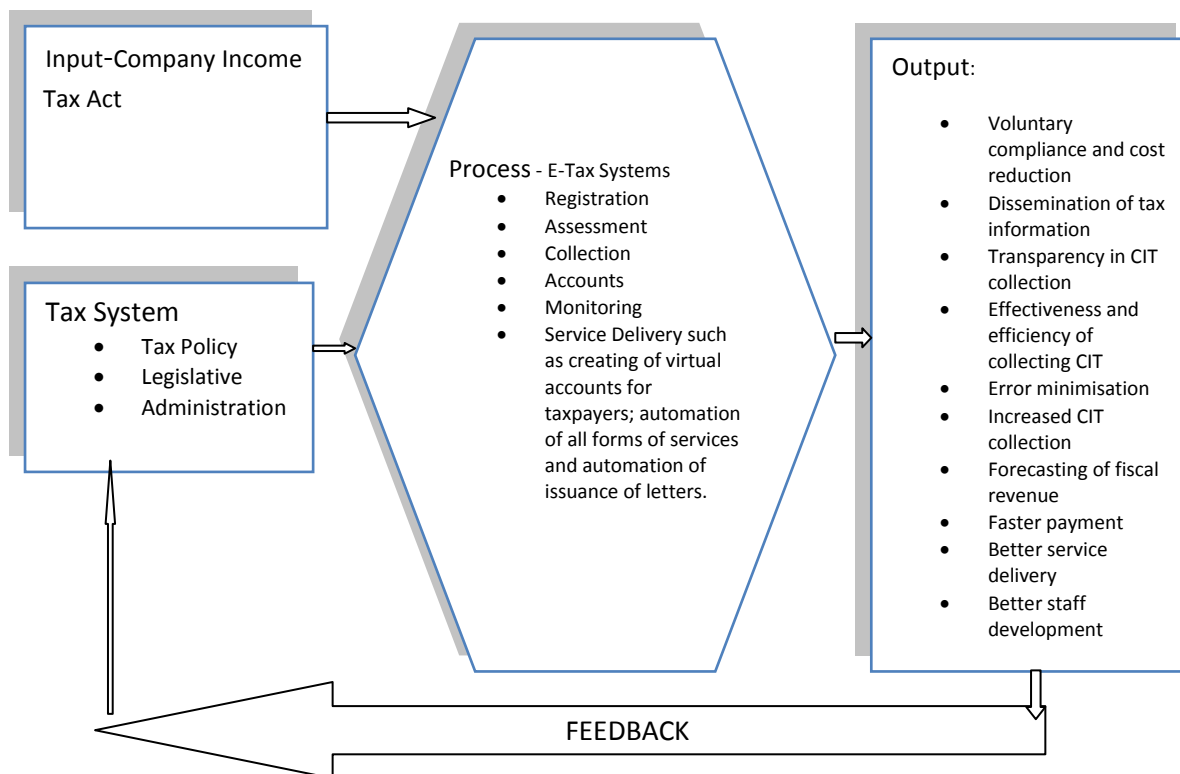 Input-Company Income
Tax Act
Tax System
• Tax Policy
• Legislative
• Administration
Process - E-Tax Systems
• Registration
• Assessment
• Collection
• Accounts
• Monitoring
• Service Delivery such
as creating of virtual
accounts for
taxpayers; automation
of all forms of services
and automation of
issuance of letters.
Output:
• Voluntary
compliance and cost
reduction
• Dissemination of tax
information
• Transparency in CIT
collection
• Effectiveness and
efficiency of
collecting CIT
• Error minimisation
• Increased CIT
collection
• Forecasting of fiscal
revenue
• Faster payment
• Better service
delivery
• Better staff
development
FEEDBACK